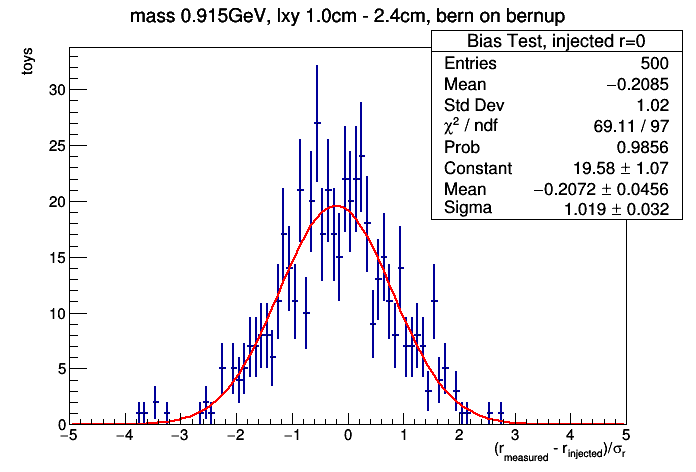 mass 0.915GeV, lxy 1.0cm - 2.4cm, bern on bernup
toys
Bias Test, injected r=0
Entries 500
Mean −0.2085
Std Dev 1.02
χ² / ndf 69.11 / 97
Prob 0.9856
Constant 19.58 ± 1.07
Mean −0.2072 ± 0.0456
Sigma 1.019 ± 0.032
30
25
20
15
10
5
0
−5 −4 −3 −2 −1 0 1 2 3 4 5
(r_measured - r_injected)/σ_r